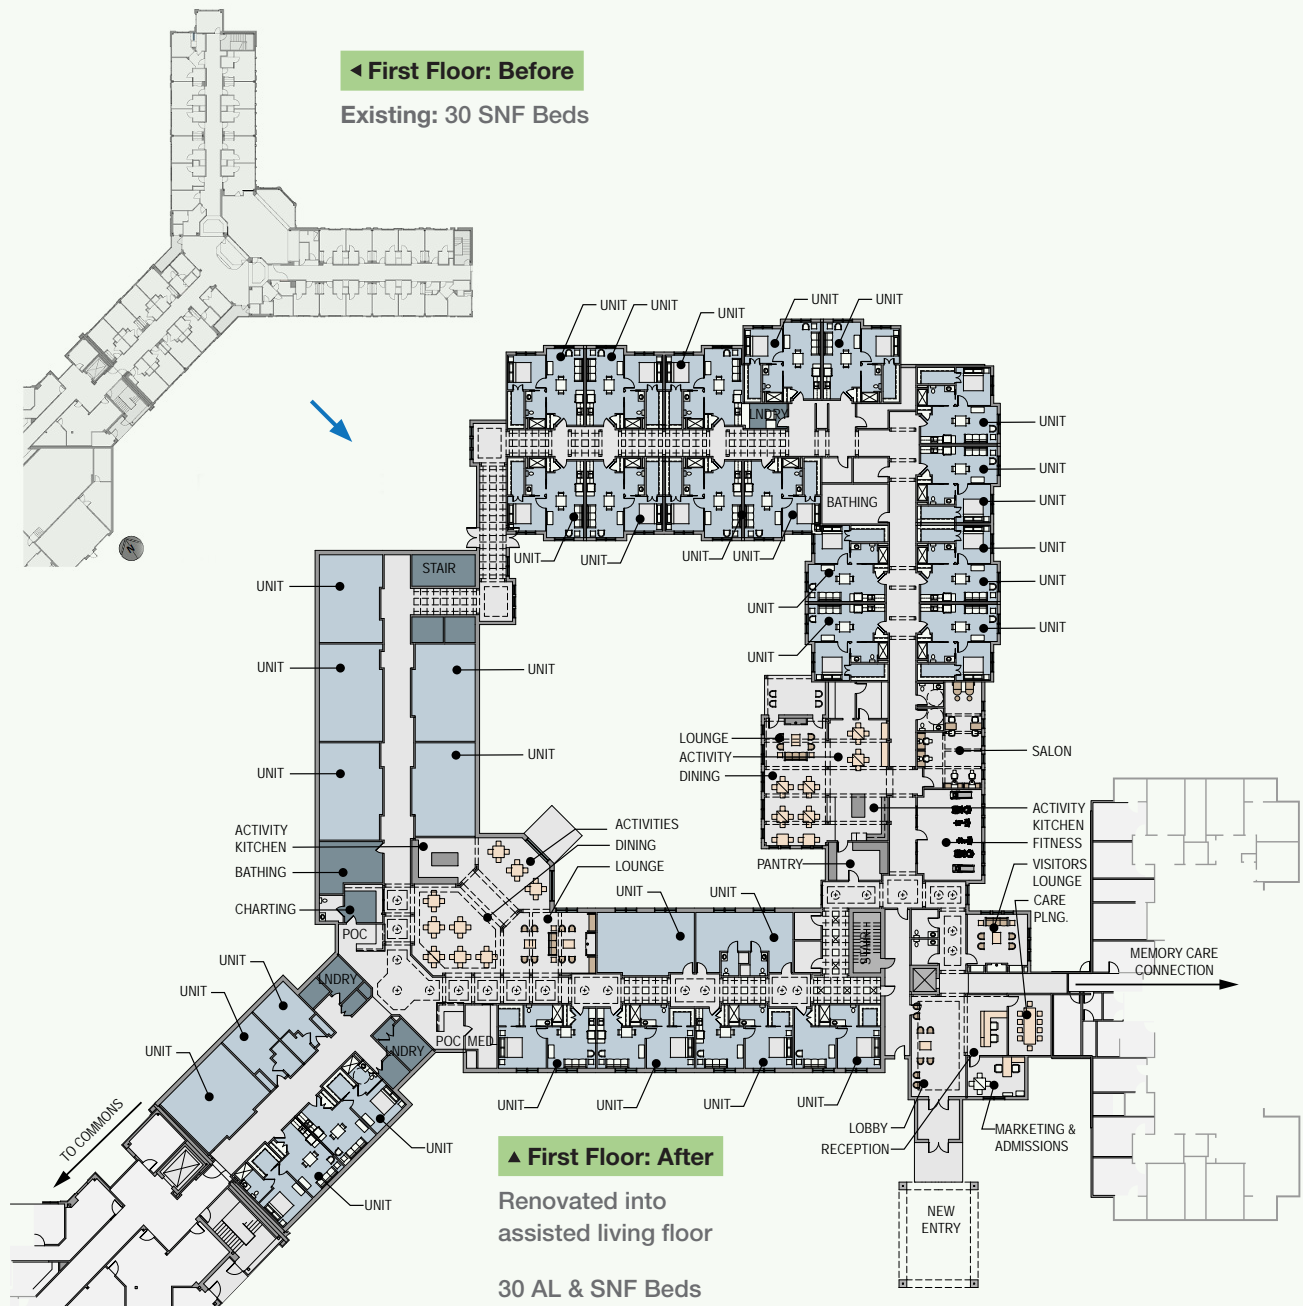 ◄ First Floor: Before
Existing: 30 SNF Beds
N
UNIT
UNIT
UNIT
UNIT
UNIT
LNDRY
UNIT
UNIT
BATHING
UNIT
UNIT
UNIT
UNIT
UNIT
UNIT
UNIT
STAIR
UNIT
UNIT
UNIT
UNIT
UNIT
UNIT
UNIT
UNIT
UNIT
LOUNGE
ACTIVITY
DINING
SALON
ACTIVITY
KITCHEN
FITNESS
PANTRY
VISITORS
LOUNGE
CARE
PLNG.
ACTIVITY
KITCHEN
BATHING
CHARTING
POC
ACTIVITIES
DINING
LOUNGE
UNIT
UNIT
STAIR
MEMORY CARE
CONNECTION
UNIT
UNIT
UNIT
LNDRY
LNDRY
POC
MED
UNIT
UNIT
UNIT
UNIT
LOBBY
RECEPTION
MARKETING &
ADMISSIONS
TO COMMONS
UNIT
UNIT
NEW
ENTRY
▲ First Floor: After
Renovated into
assisted living floor
30 AL & SNF Beds